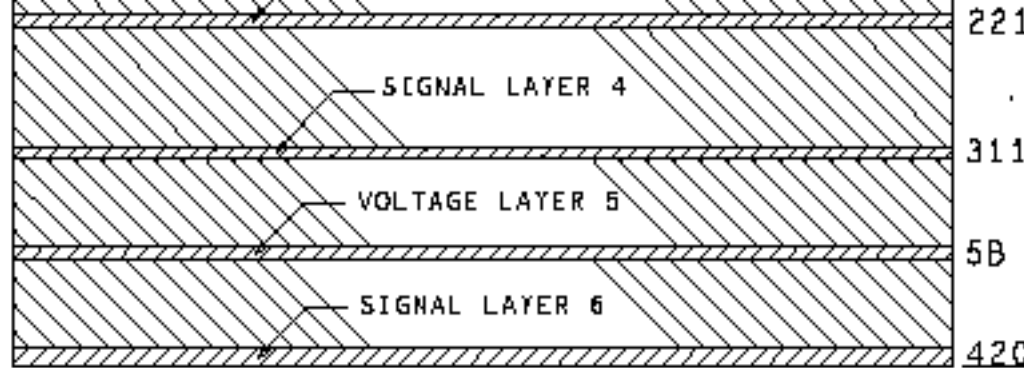 221
SIGNAL LAYER 4
311
VOLTAGE LAYER 5
5B
SIGNAL LAYER 6
420